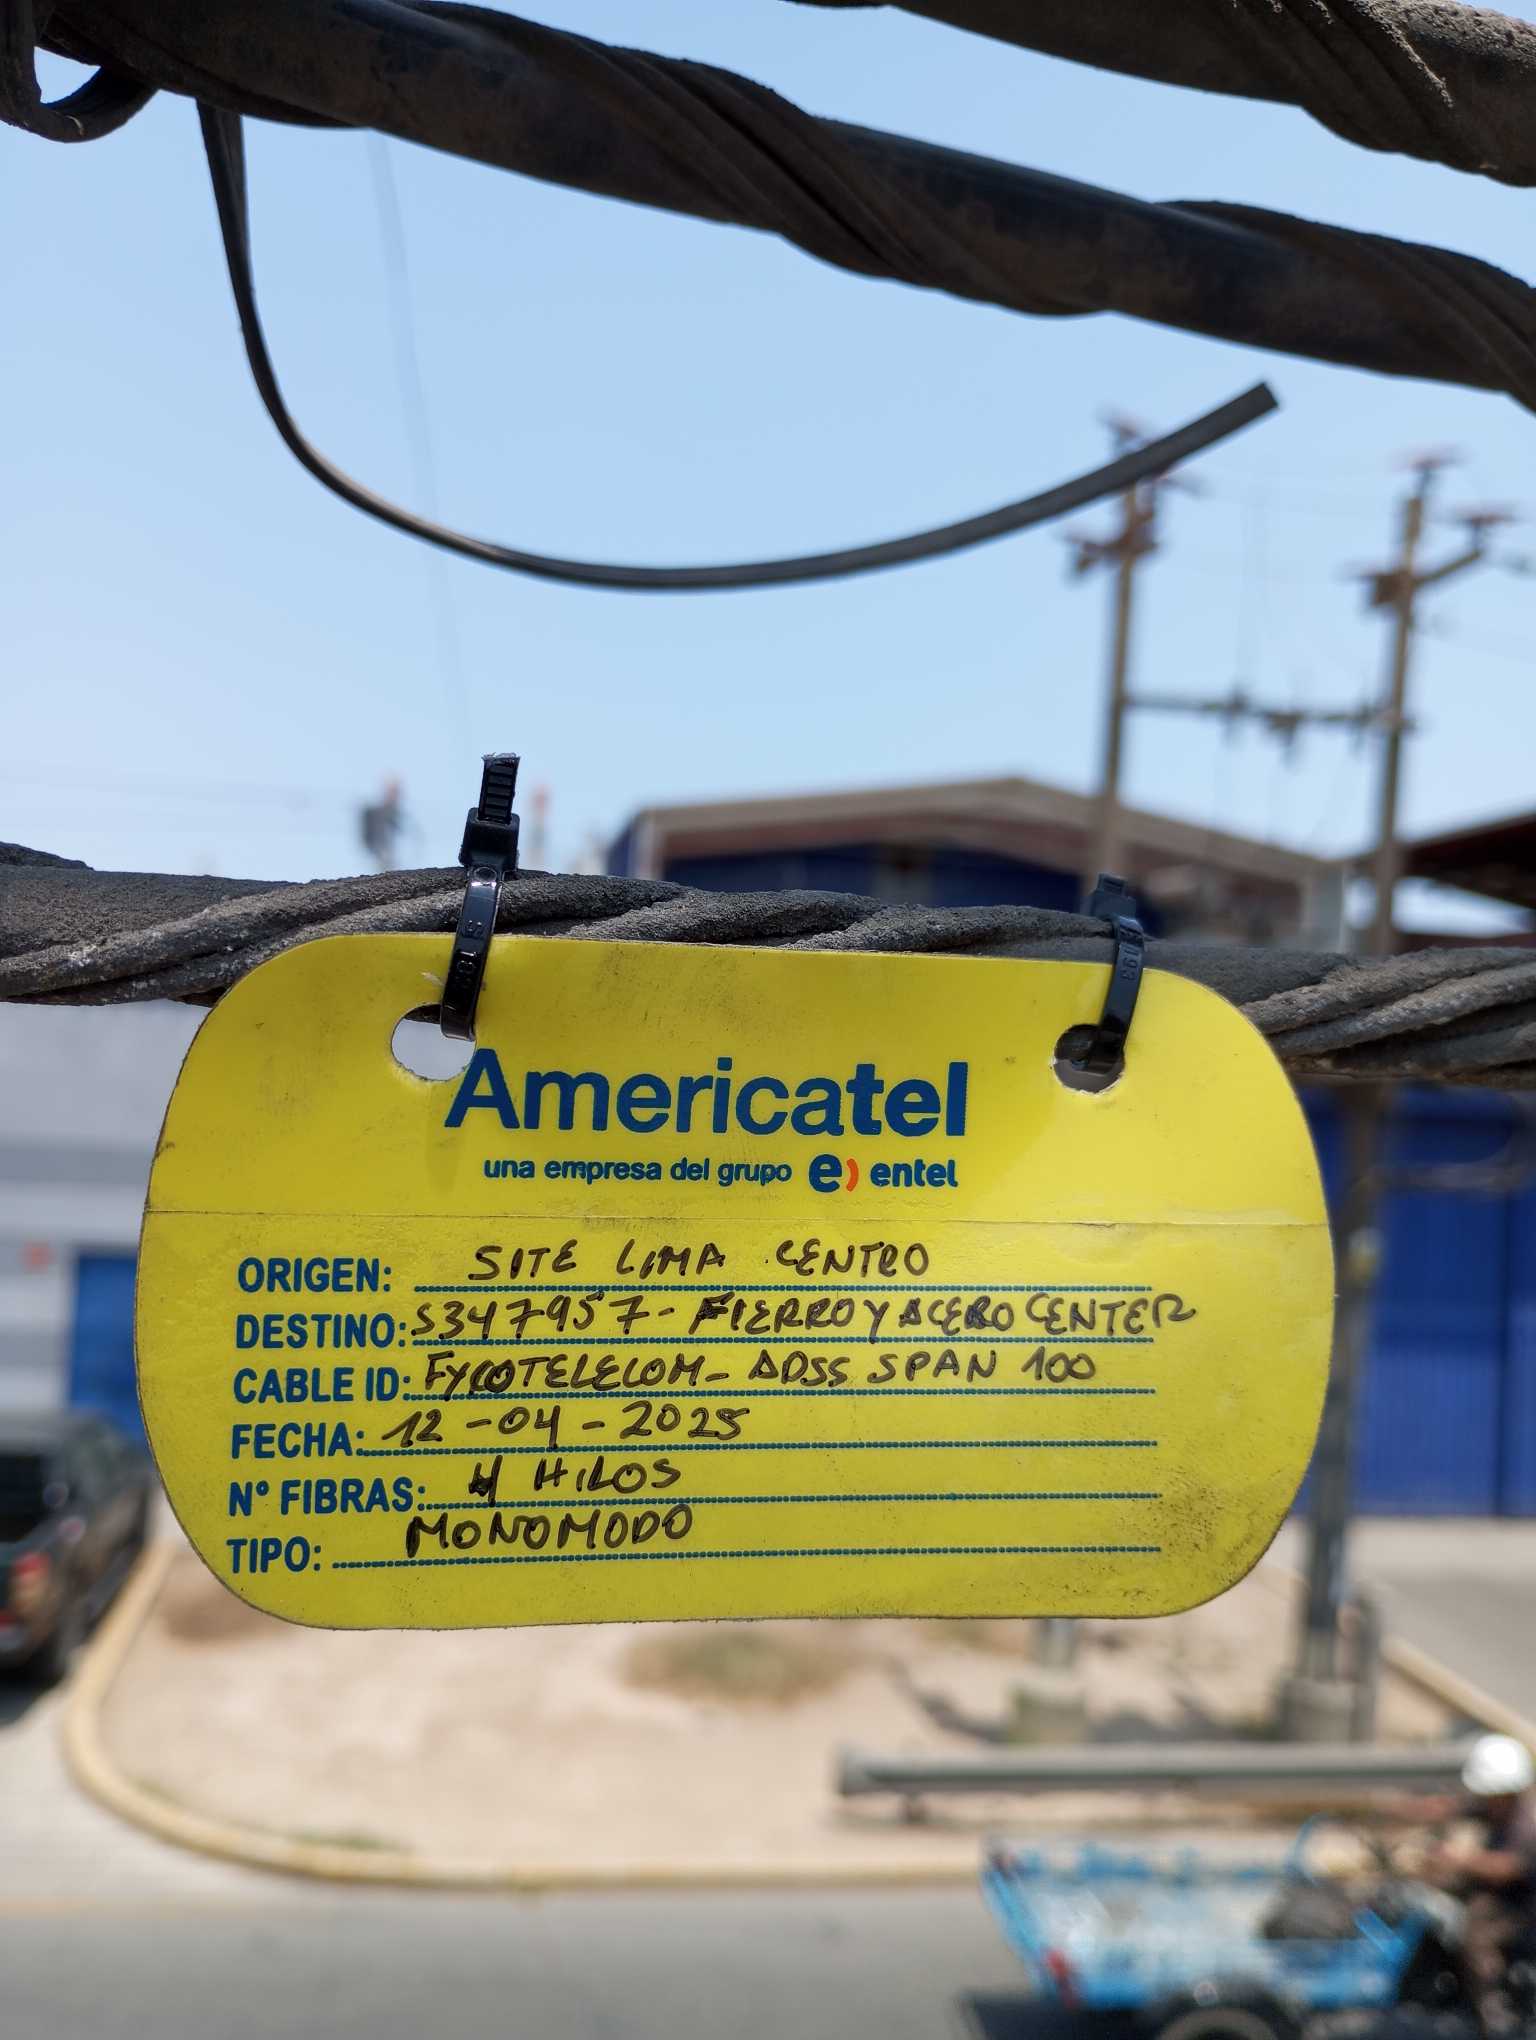 Americatel
una empresa del grupo e) entel
ORIGEN: SITE LIMA CENTRO
DESTINO: S347957- FIERRO Y ACERO CENTER
CABLE ID: FYCOTELECOM- ADSS SPAN 100
FECHA: 12-04-2025
N° FIBRAS: 4 HILOS
TIPO: MONOMODO